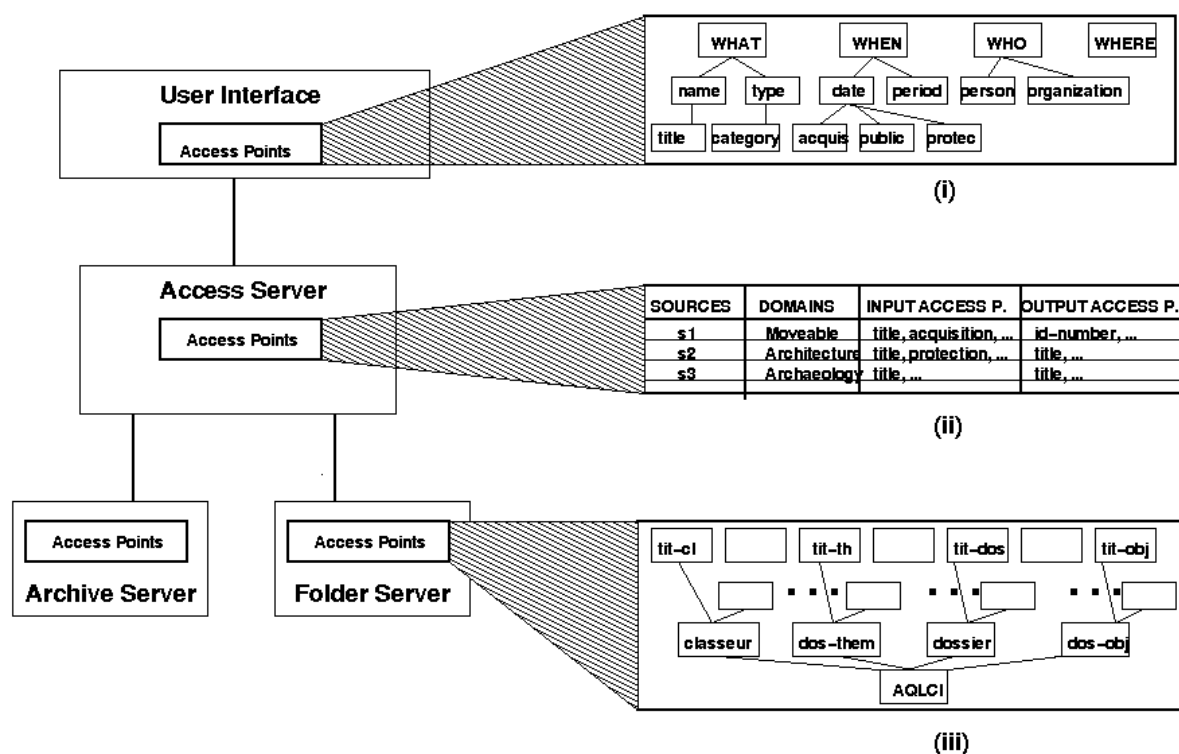 User Interface
Access Points
WHAT WHEN WHO WHERE
name type date period person organization
title category acquis public protec
(i)
Access Server
Access Points
SOURCES DOMAINS INPUT ACCESS P. OUTPUT ACCESS P.
s1 Moveable title, acquisition, ... id-number, ...
s2 Architecture title, protection, ... title, ...
s3 Archaeology title, ... title, ...
(ii)
Access Points
Archive Server
Access Points
Folder Server
tit-cl tit-th tit-dos tit-obj
classeur dos-them dossier dos-obj
AQLCI
(iii)